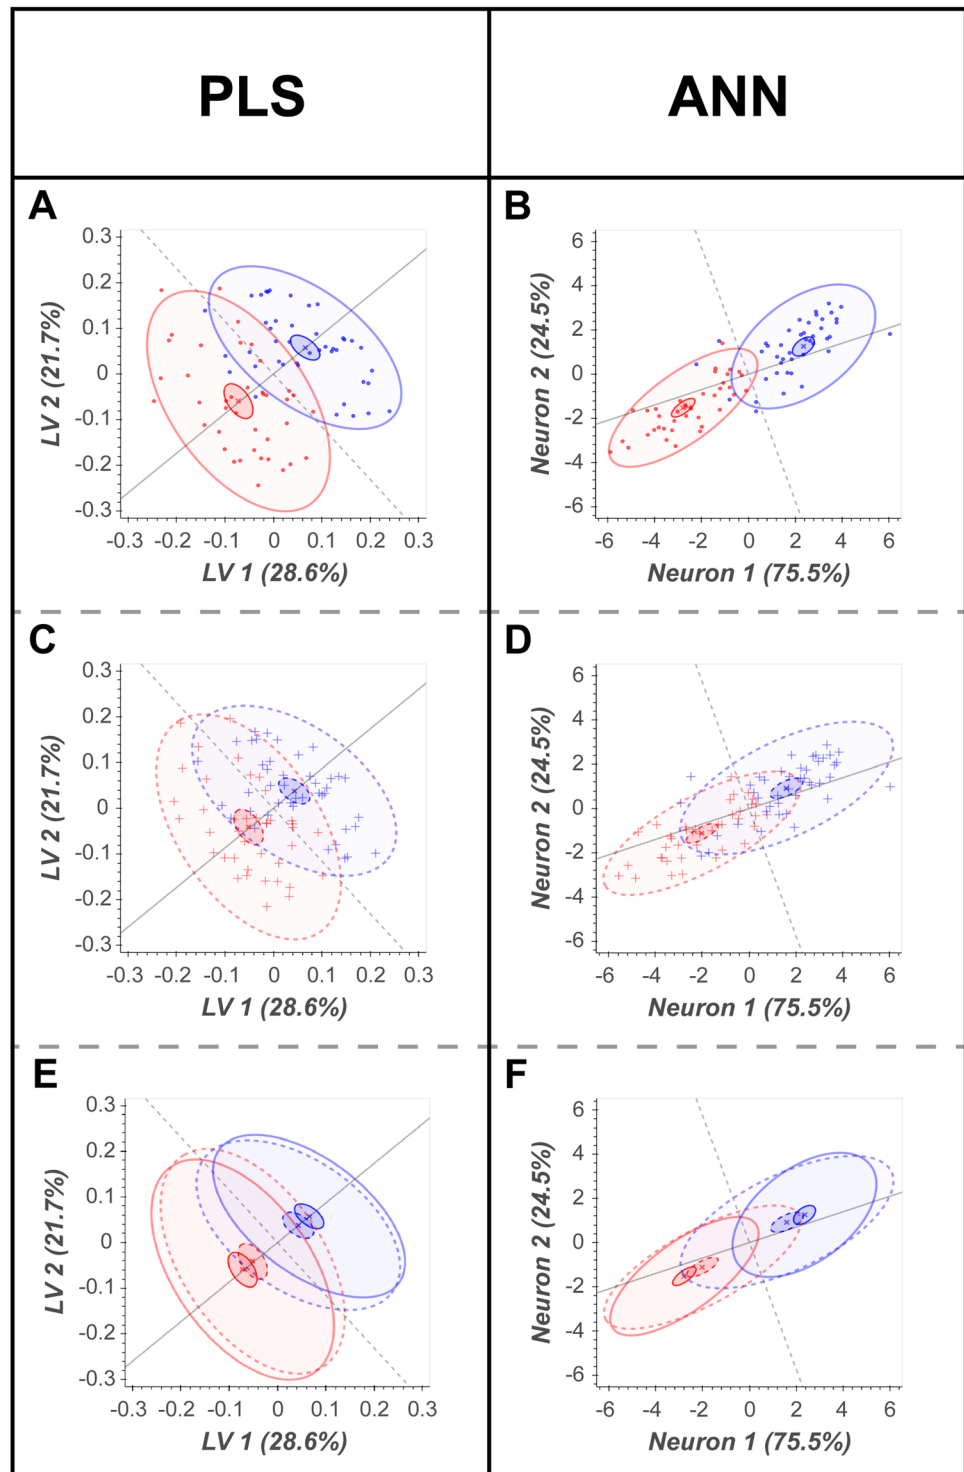 PLS
ANN
A
0.3
0.2
0.1
0
-0.1
-0.2
-0.3
LV 2 (21.7%)
-0.3 -0.2 -0.1 0 0.1 0.2 0.3
LV 1 (28.6%)
B
6
4
2
0
-2
-4
-6
Neuron 2 (24.5%)
-6 -4 -2 0 2 4 6
Neuron 1 (75.5%)
C
0.3
0.2
0.1
0
-0.1
-0.2
-0.3
LV 2 (21.7%)
-0.3 -0.2 -0.1 0 0.1 0.2 0.3
LV 1 (28.6%)
D
6
4
2
0
-2
-4
-6
Neuron 2 (24.5%)
-6 -4 -2 0 2 4 6
Neuron 1 (75.5%)
E
0.3
0.2
0.1
0
-0.1
-0.2
-0.3
LV 2 (21.7%)
-0.3 -0.2 -0.1 0 0.1 0.2 0.3
LV 1 (28.6%)
F
6
4
2
0
-2
-4
-6
Neuron 2 (24.5%)
-6 -4 -2 0 2 4 6
Neuron 1 (75.5%)